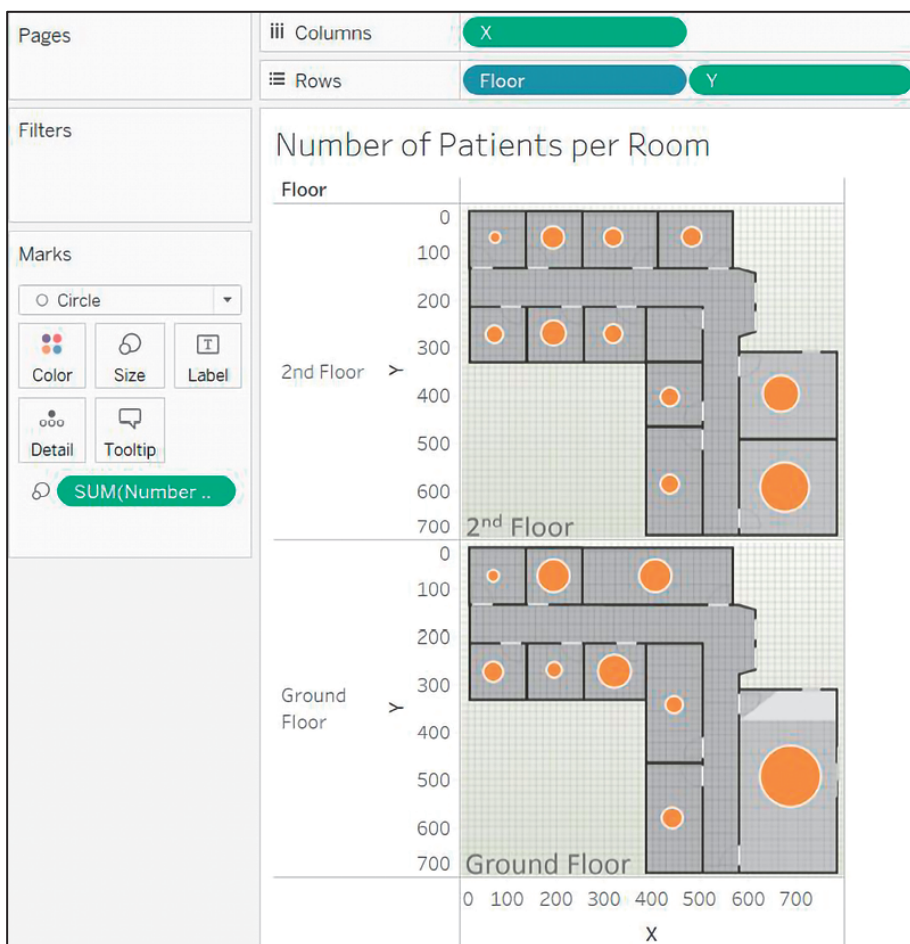 Pages
Columns
X
Rows
Floor
Y
Filters
Marks
Circle
Color
Size
Label
Detail
Tooltip
SUM(Number ..
Number of Patients per Room
Floor
2nd Floor
Y
0
100
200
300
400
500
600
700
2nd Floor
Ground
Floor
Y
0
100
200
300
400
500
600
700
Ground Floor
0 100 200 300 400 500 600 700
X